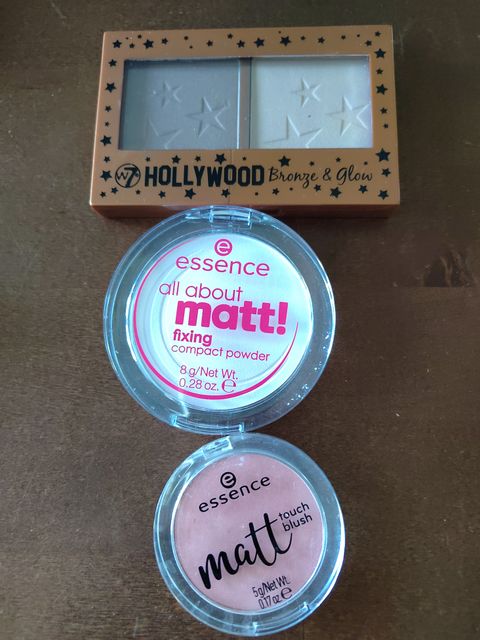 W7 HOLLYWOOD Bronze & Glow
e
essence
all about
matt!
fixing
compact powder
8 g/Net Wt.
0.28 oz. e
e
essence
matt touch
blush
5 g/Net Wt.
0.17 oz e